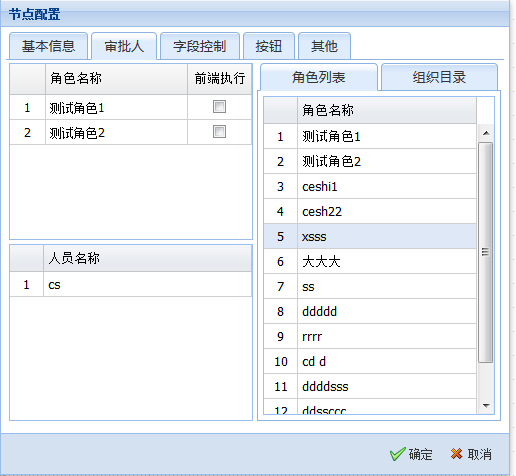 节点配置
基本信息 审批人 字段控制 按钮 其他
角色名称 前端执行
1 测试角色1
2 测试角色2
人员名称
1 cs
角色列表 组织目录
角色名称
1 测试角色1
2 测试角色2
3 ceshi1
4 cesh22
5 xsss
6 大大大
7 ss
8 ddddd
9 rrrr
10 cd d
11 ddddsss
12 ddssccc
确定 取消